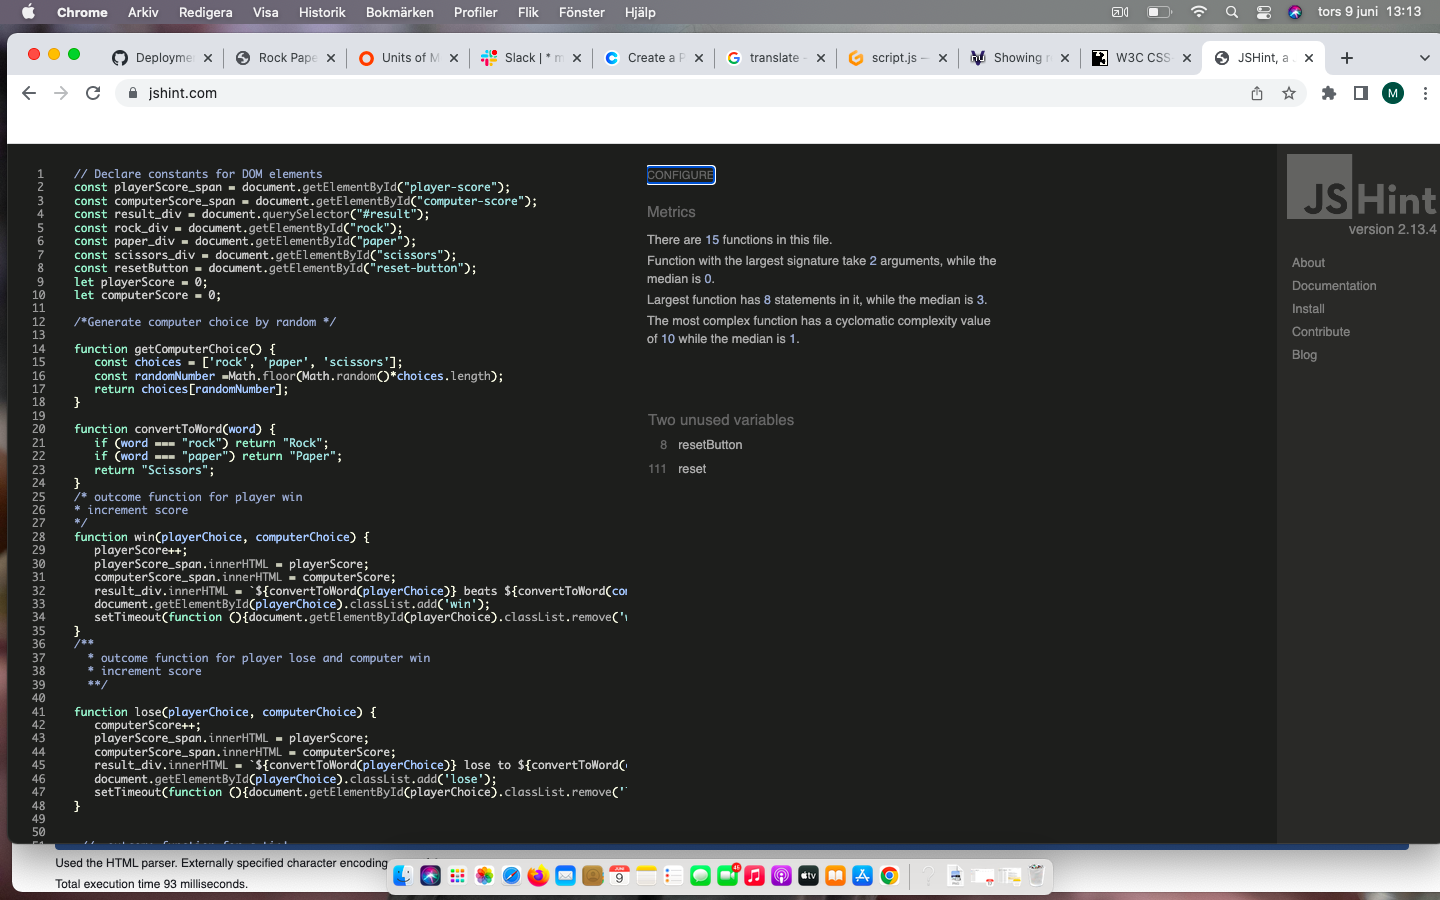 Chrome Arkiv Redigera Visa Historik Bokmärken Profiler Flik Fönster Hjälp tors 9 juni 13:13
Deployme Rock Pape Units of M Slack | * m Create a P translate - script.js — Showing r W3C CSS JSHint, a
jshint.com M
1 // Declare constants for DOM elements
2 const playerScore_span = document.getElementById("player-score");
3 const computerScore_span = document.getElementById("computer-score");
4 const result_div = document.querySelector("#result");
5 const rock_div = document.getElementById("rock");
6 const paper_div = document.getElementById("paper");
7 const scissors_div = document.getElementById("scissors");
8 const resetButton = document.getElementById("reset-button");
9 let playerScore = 0;
10 let computerScore = 0;
11
12 /*Generate computer choice by random */
13
14 function getComputerChoice() {
15 const choices = ['rock', 'paper', 'scissors'];
16 const randomNumber =Math.floor(Math.random()*choices.length);
17 return choices[randomNumber];
18 }
19
20 function convertToWord(word) {
21 if (word === "rock") return "Rock";
22 if (word === "paper") return "Paper";
23 return "Scissors";
24 }
25 /* outcome function for player win
26 * increment score
27 */
28 function win(playerChoice, computerChoice) {
29 playerScore++;
30 playerScore_span.innerHTML = playerScore;
31 computerScore_span.innerHTML = computerScore;
32 result_div.innerHTML = `${convertToWord(playerChoice)} beats ${convertToWord(co
33 document.getElementById(playerChoice).classList.add('win');
34 setTimeout(function (){document.getElementById(playerChoice).classList.remove('
35 }
36 /**
37 * outcome function for player lose and computer win
38 * increment score
39 **/
40
41 function lose(playerChoice, computerChoice) {
42 computerScore++;
43 playerScore_span.innerHTML = playerScore;
44 computerScore_span.innerHTML = computerScore;
45 result_div.innerHTML = `${convertToWord(playerChoice)} lose to ${convertToWord(
46 document.getElementById(playerChoice).classList.add('lose');
47 setTimeout(function (){document.getElementById(playerChoice).classList.remove('
48 }
49
50
CONFIGURE
Metrics
There are 15 functions in this file.
Function with the largest signature take 2 arguments, while the
median is 0.
Largest function has 8 statements in it, while the median is 3.
The most complex function has a cyclomatic complexity value
of 10 while the median is 1.
Two unused variables
8 resetButton
111 reset
JSHint
version 2.13.4
About
Documentation
Install
Contribute
Blog
Used the HTML parser. Externally specified character encoding
Total execution time 93 milliseconds.
9
tv